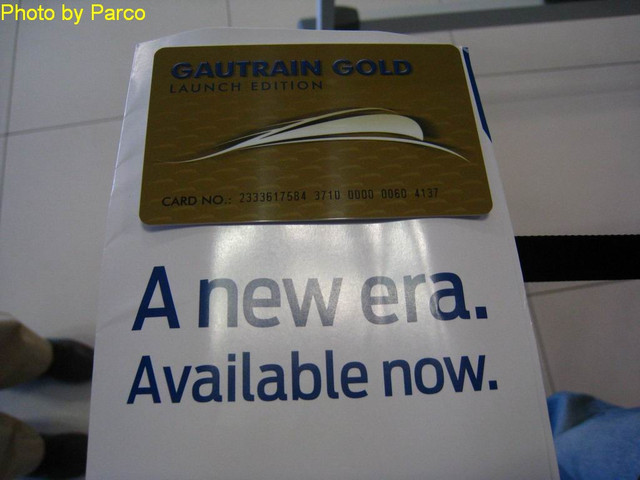 Photo by Parco
GAUTRAIN GOLD
LAUNCH EDITION
CARD NO.: 2333617584 3710 0000 0060 4137
A new era.
Available now.